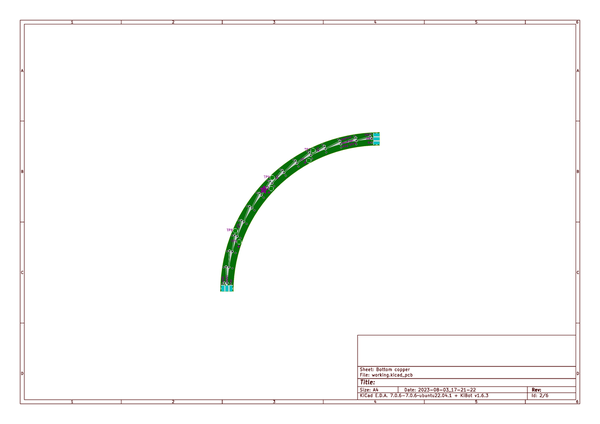 1 2 3 4 5 6
A A
B B
C C
D D
Sheet: Bottom copper
File: working.kicad_pcb
Title:
Size: A4 Date: 2023-08-03_17-21-22 Rev:
KiCad E.D.A. 7.0.6-7.0.6~ubuntu22.04.1 + KiBot v1.6.3 Id: 2/6
1 2 3 4 5 6